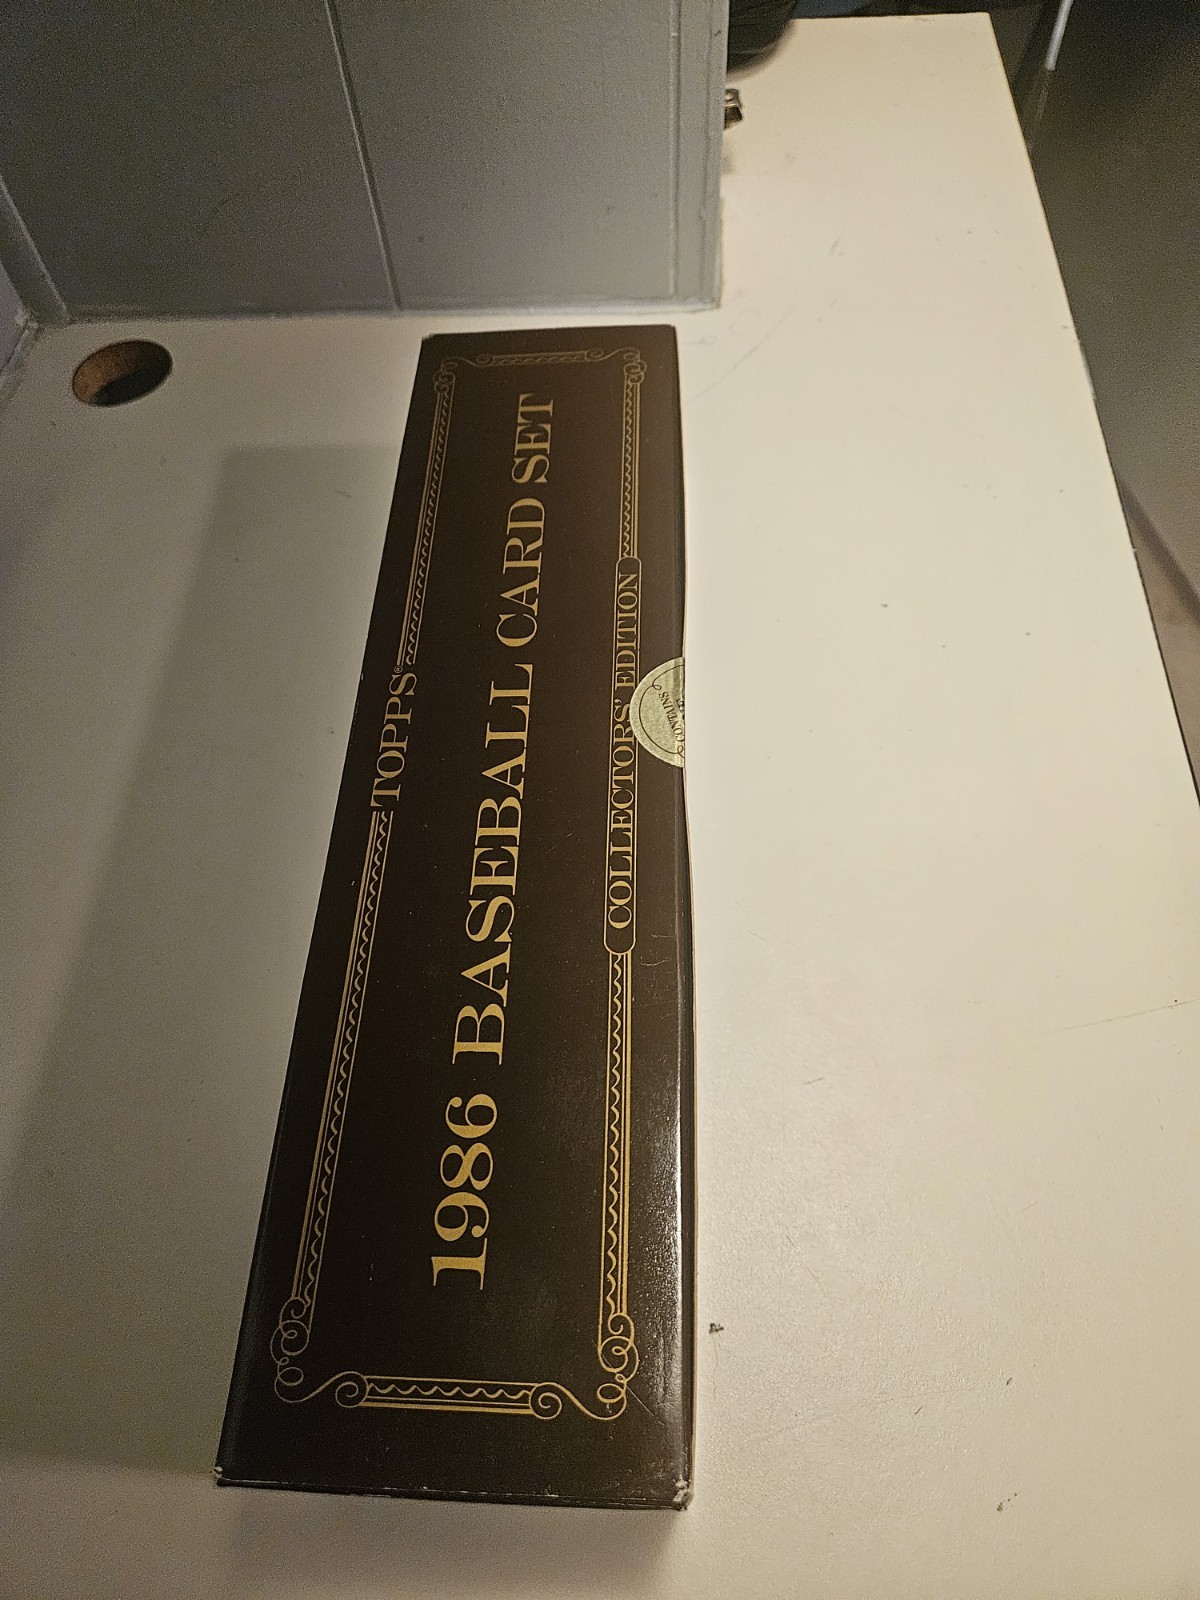 TOPPS®
1986 BASEBALL CARD SET
COLLECTORS' EDITION
CONTAINS